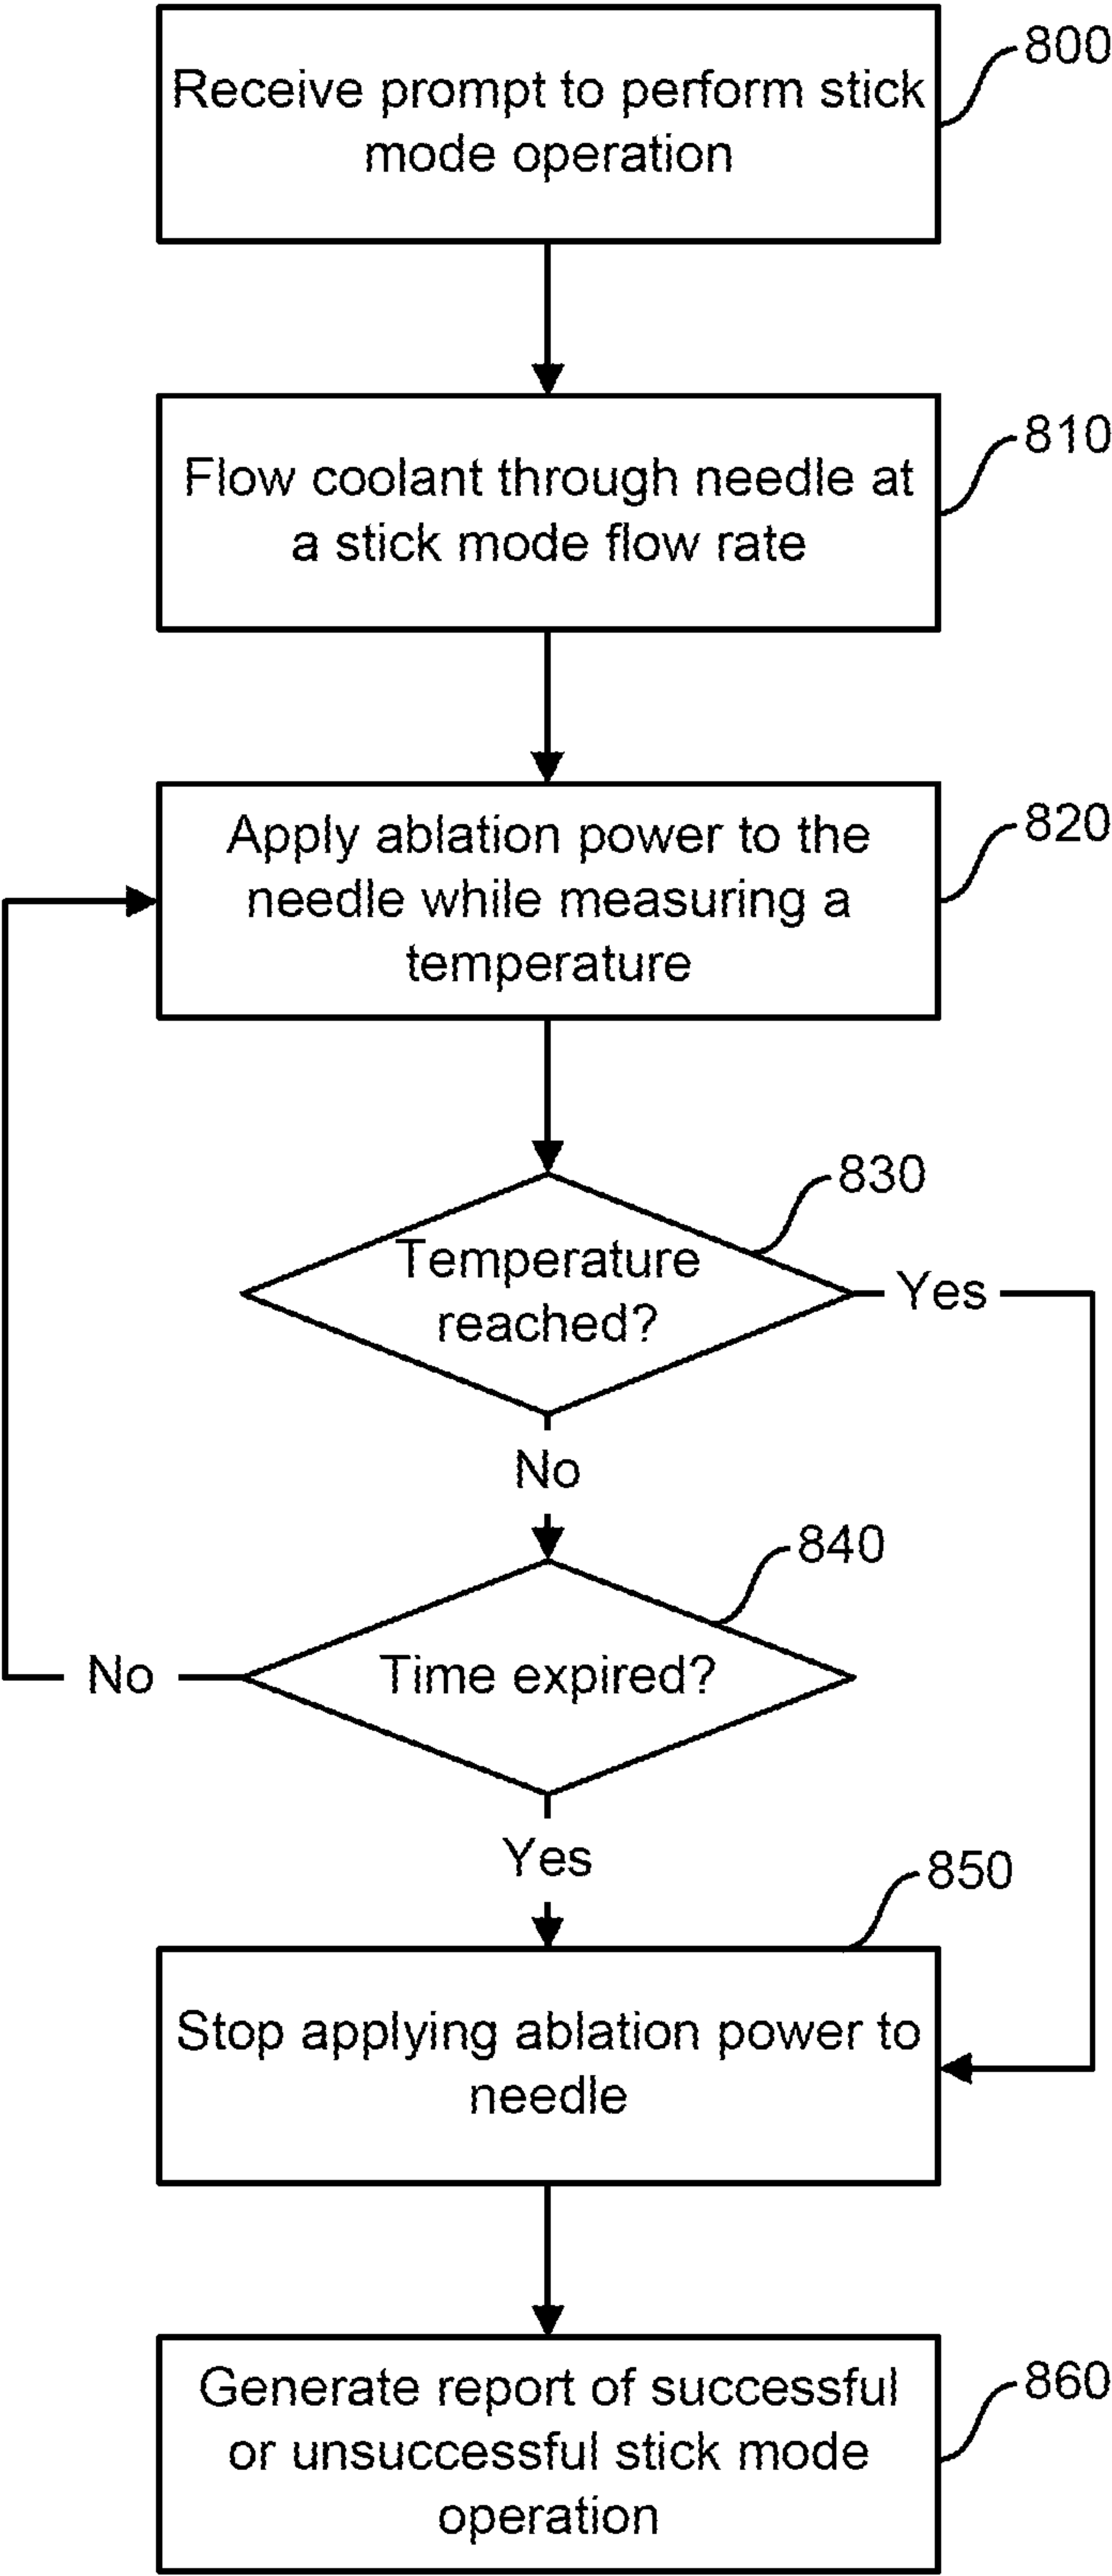 800
Receive prompt to perform stick
mode operation
810
Flow coolant through needle at
a stick mode flow rate
820
Apply ablation power to the
needle while measuring a
temperature
830
Temperature
reached?
Yes
No
840
Time expired?
No
Yes
850
Stop applying ablation power to
needle
860
Generate report of successful
or unsuccessful stick mode
operation